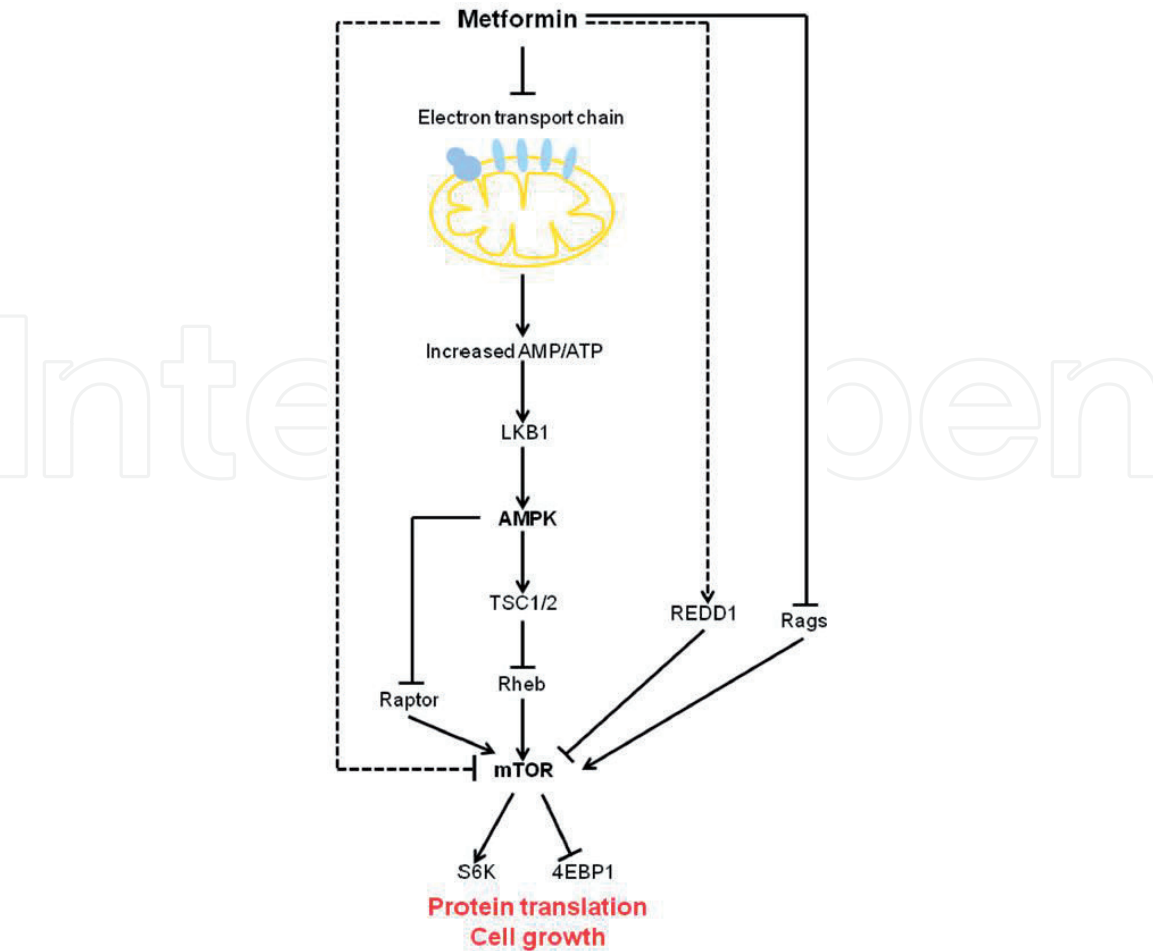 Metformin
Electron transport chain
Increased AMP/ATP
LKB1
AMPK
TSC1/2
REDD1
Rags
Rheb
Raptor
mTOR
S6K
4EBP1
Protein translation
Cell growth